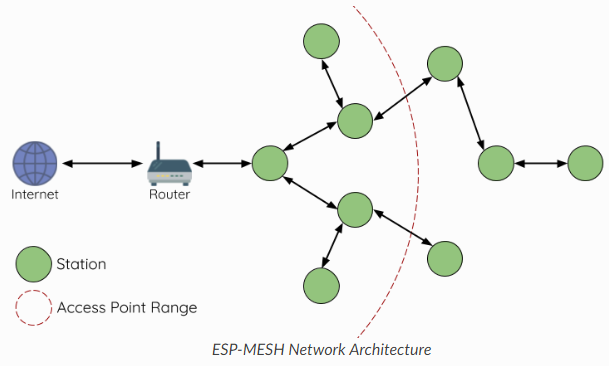 Internet
Router
Station
Access Point Range
ESP-MESH Network Architecture